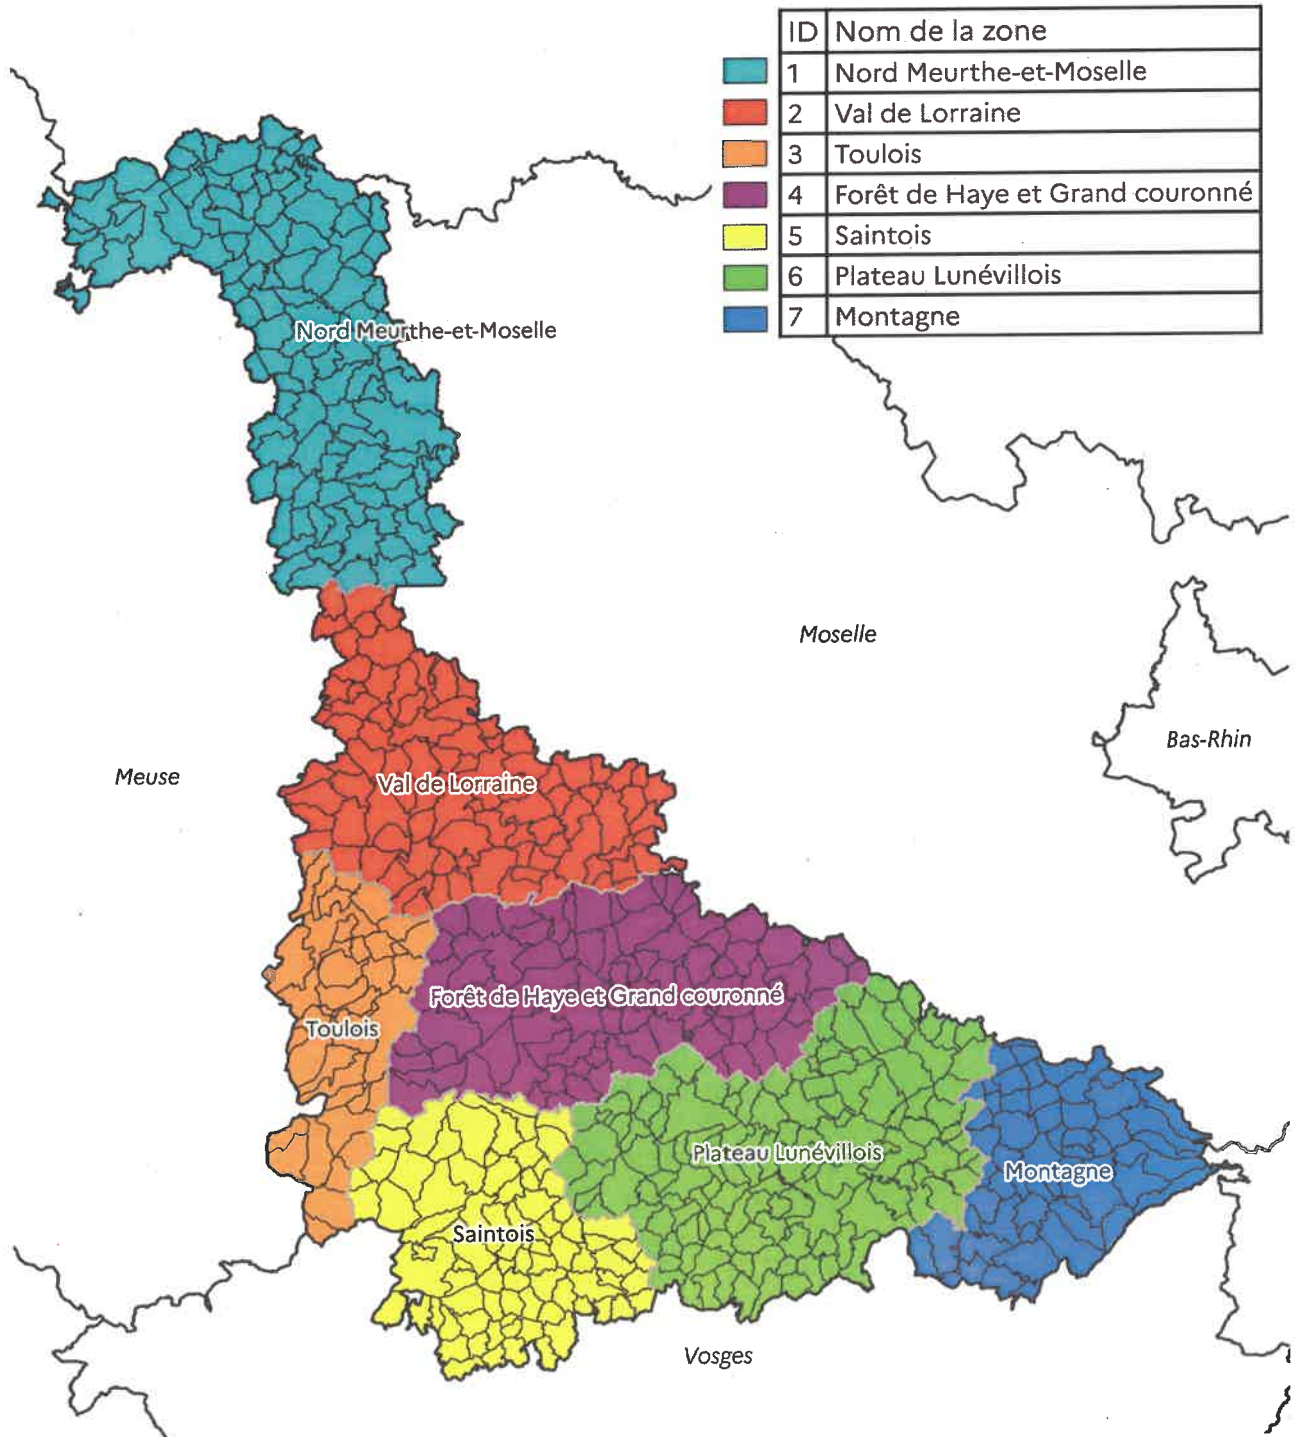 ID Nom de la zone
1 Nord Meurthe-et-Moselle
2 Val de Lorraine
3 Toulois
4 Forêt de Haye et Grand couronné
5 Saintois
6 Plateau Lunévillois
7 Montagne
Nord Meurthe-et-Moselle
Moselle
Bas-Rhin
Meuse
Val de Lorraine
Forêt de Haye et Grand couronné
Toulois
Plateau Lunévillois
Montagne
Saintois
Vosges